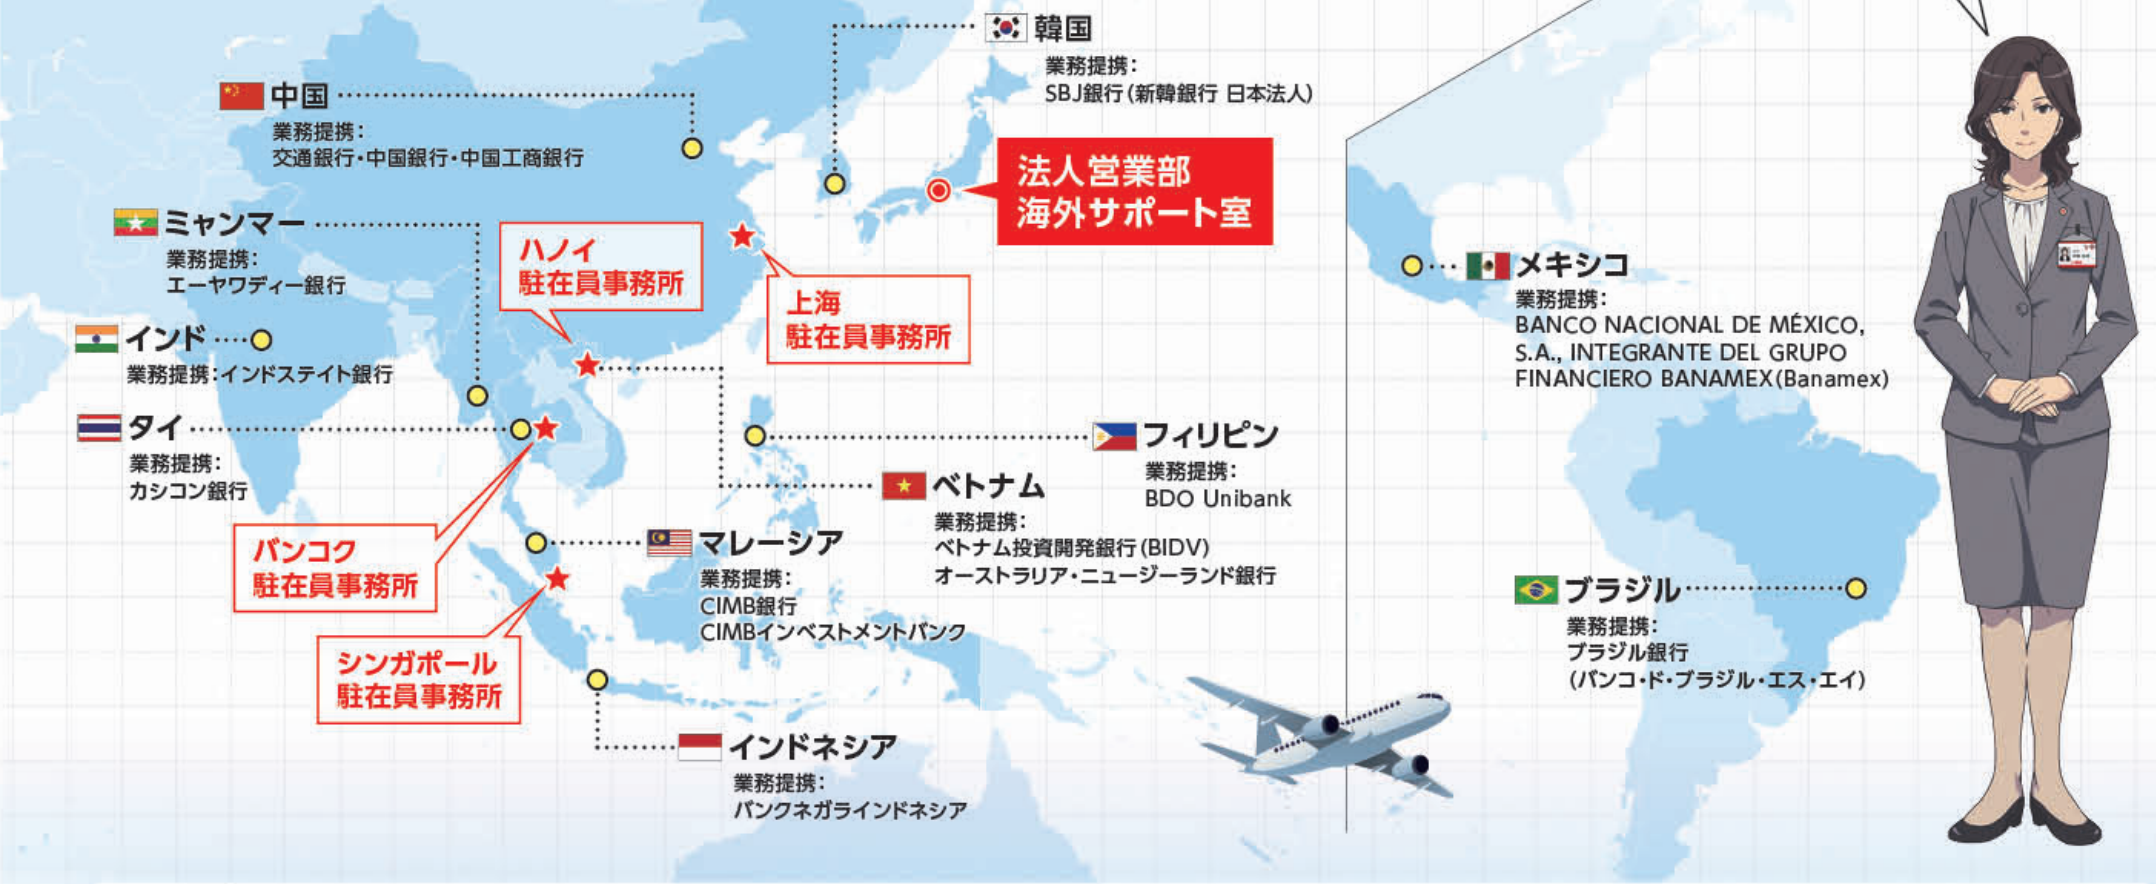 韓国
業務提携：
SBJ銀行（新韓銀行 日本法人）
中国
業務提携：
交通銀行・中国銀行・中国工商銀行
法人営業部
海外サポート室
ミャンマー
業務提携：
エーヤワディー銀行
ハノイ
駐在員事務所
上海
駐在員事務所
インド
業務提携：インドステイト銀行
タイ
業務提携：
カシコン銀行
バンコク
駐在員事務所
シンガポール
駐在員事務所
フィリピン
業務提携：
BDO Unibank
ベトナム
業務提携：
ベトナム投資開発銀行（BIDV）
オーストラリア・ニュージーランド銀行
マレーシア
業務提携：
CIMB銀行
CIMBインベストメントバンク
インドネシア
業務提携：
バンクネガラインドネシア
メキシコ
業務提携：
BANCO NACIONAL DE MÉXICO,
S.A., INTEGRANTE DEL GRUPO
FINANCIERO BANAMEX（Banamex）
ブラジル
業務提携：
ブラジル銀行
（バンコ・ド・ブラジル・エス・エイ）